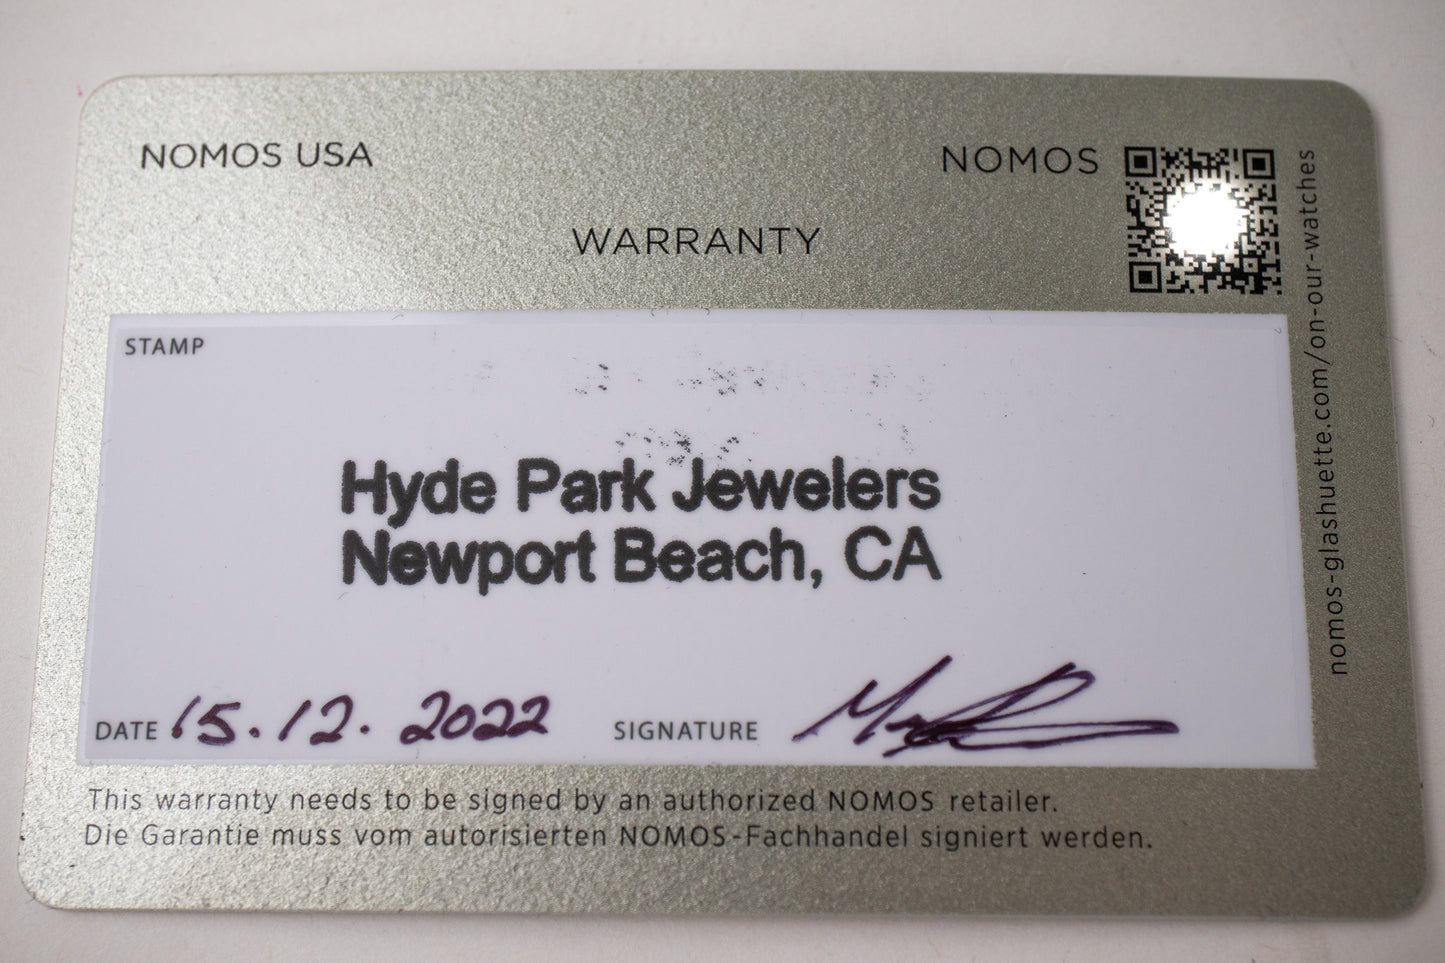 NOMOS USA
NOMOS
WARRANTY
STAMP
Hyde Park Jewelers
Newport Beach, CA
DATE 15.12.2022
SIGNATURE
This warranty needs to be signed by an authorized NOMOS retailer.
Die Garantie muss vom autorisierten NOMOS-Fachhandel signiert werden.
nomos-glashuette.com/on-our-watches